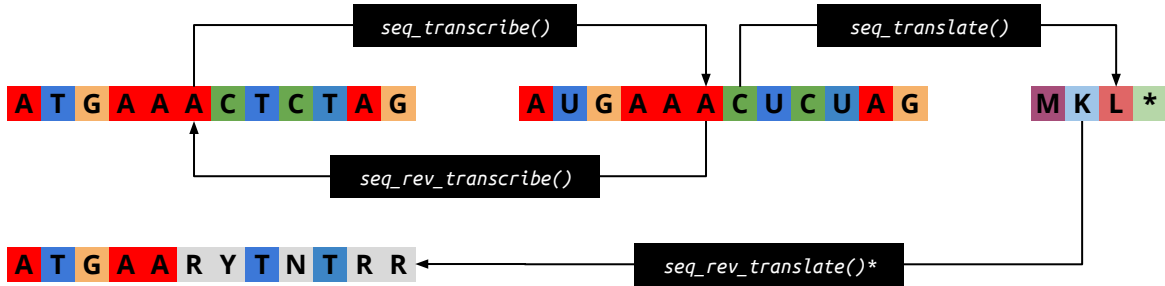 seq_transcribe()
seq_translate()
A T G A A A C T C T A G
A U G A A A C U C U A G
M K L *
seq_rev_transcribe()
A T G A A R Y T N T R R
seq_rev_translate()*